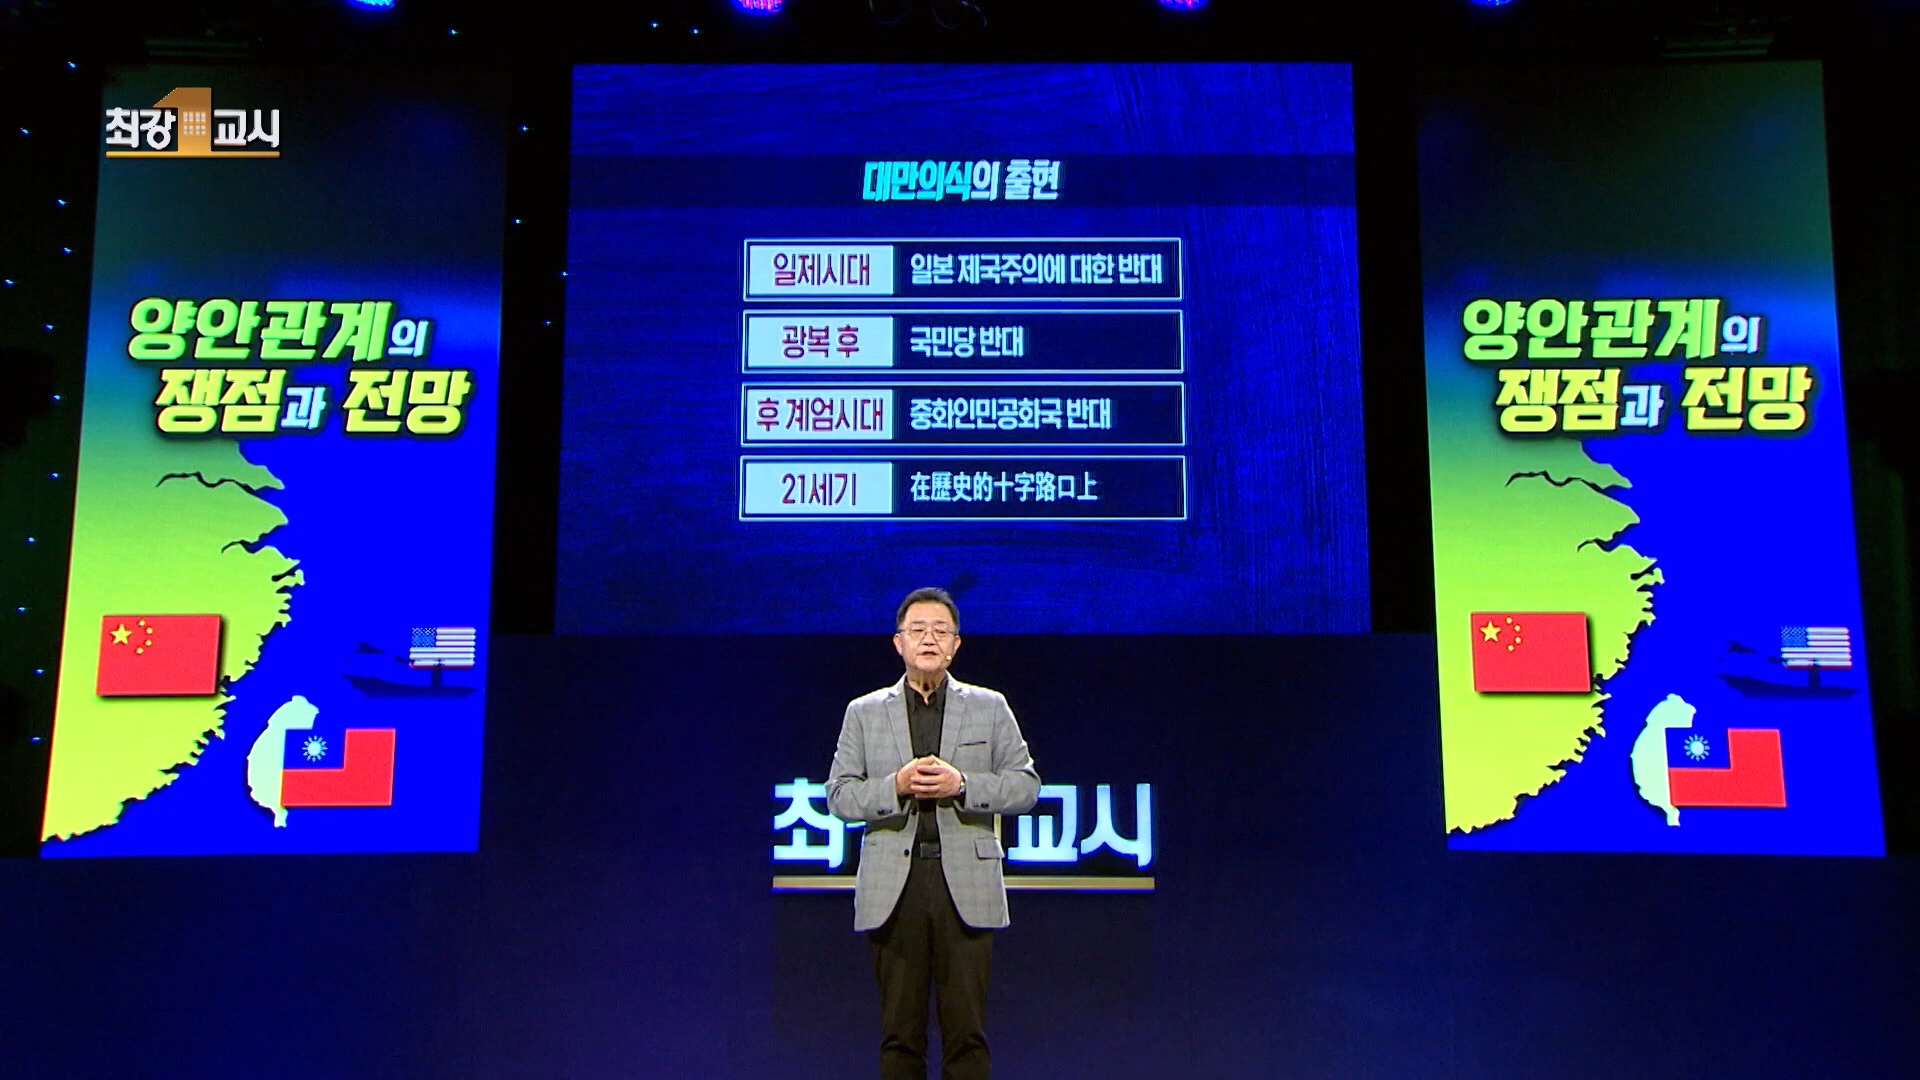 최강1교시
대만의식의 출현
일제시대 일본 제국주의에 대한 반대
광복 후 국민당 반대
후 계엄시대 중화인민공화국 반대
21세기 在歷史的十字路口上
양안관계의
쟁점과 전망
양안관계의
쟁점과 전망
최 교시